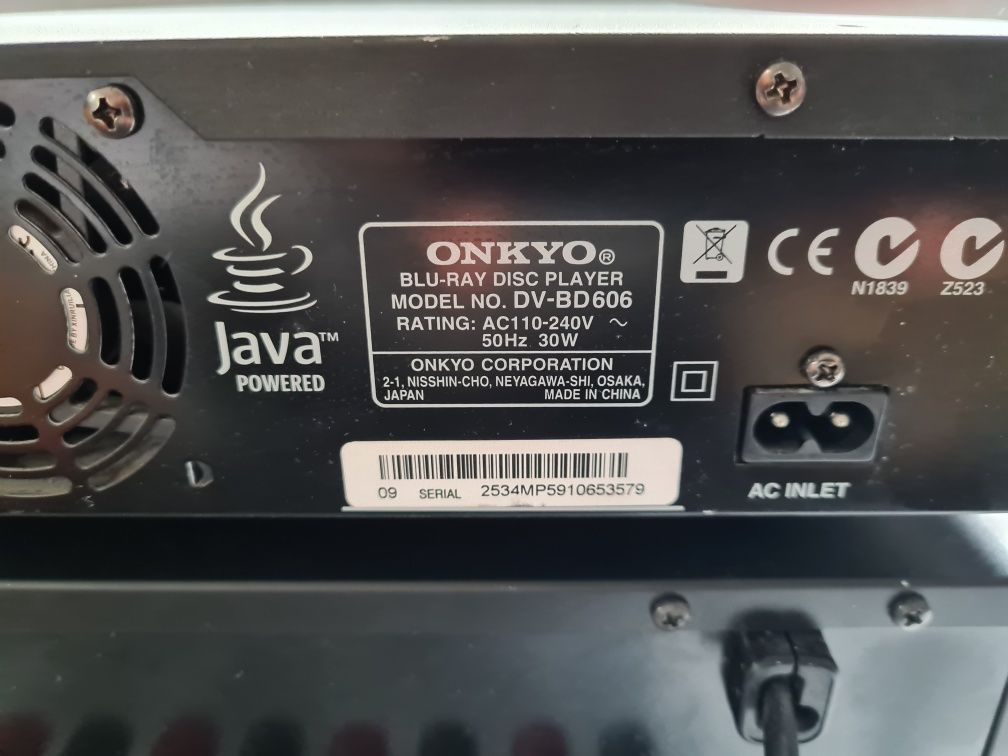 Java™
POWERED
ONKYO®
BLU-RAY DISC PLAYER
MODEL NO. DV-BD606
RATING: AC110-240V ～
50Hz 30W
ONKYO CORPORATION
2-1, NISSHIN-CHO, NEYAGAWA-SHI, OSAKA,
JAPAN MADE IN CHINA
CE
N1839 Z523
09 SERIAL 2534MP5910653579
AC INLET